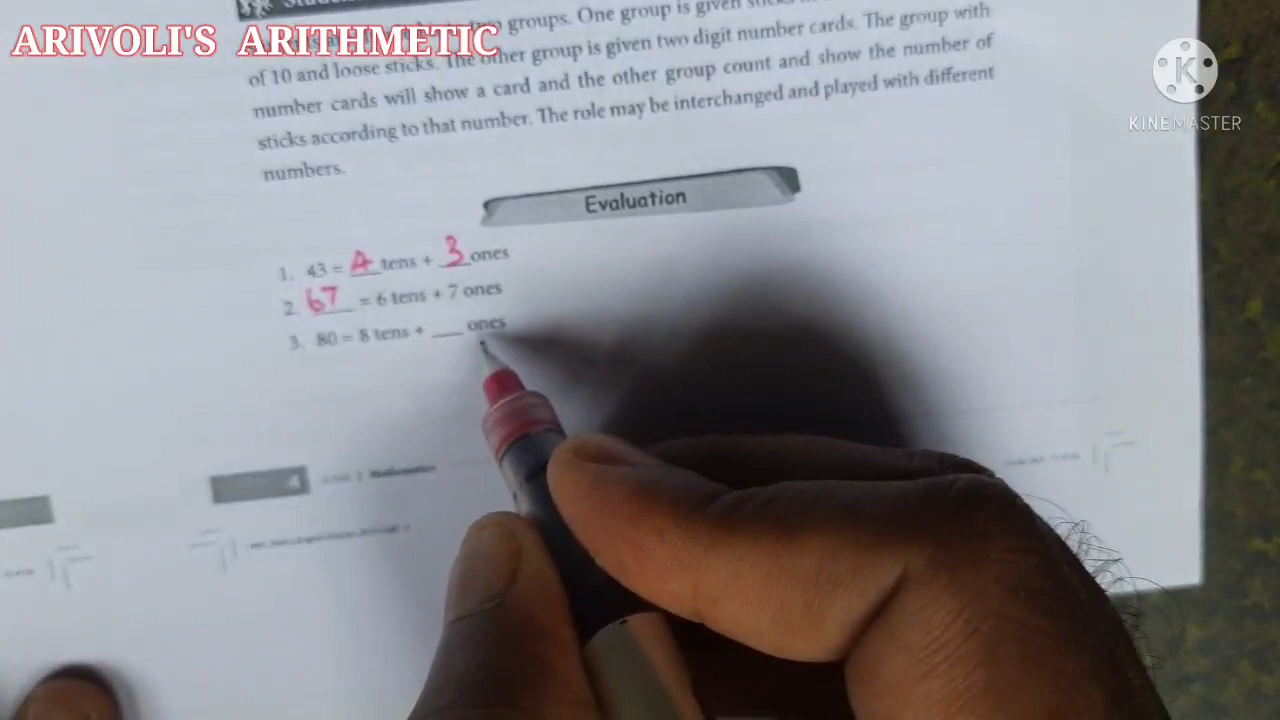 ARIVOLI'S ARITHMETIC
groups. One group is given sticks
of 10 and loose sticks. The other group is given two digit number cards. The group with
number cards will show a card and the other group count and show the number of
sticks according to that number. The role may be interchanged and played with different
numbers.
Evaluation
1. 43 = 4 tens + 3 ones
2. 67 = 6 tens + 7 ones
3. 80 = 8 tens + ___ ones
4
Mathematics
KINEMASTER